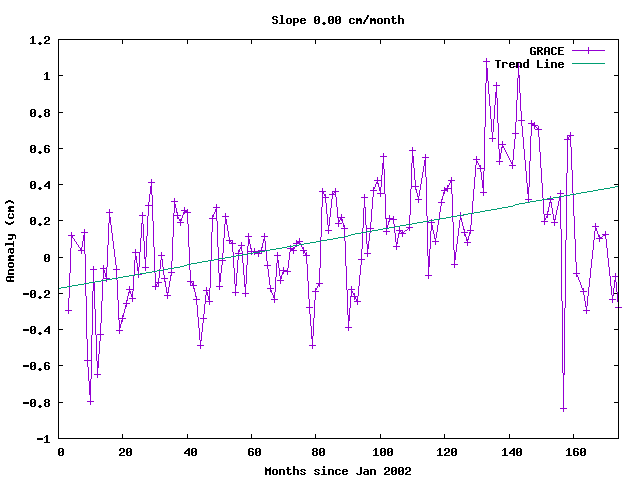 Slope 0.00 cm/month
GRACE
Trend Line
1.2
1
0.8
0.6
0.4
0.2
0
-0.2
-0.4
-0.6
-0.8
-1
Anomaly (cm)
0 20 40 60 80 100 120 140 160
Months since Jan 2002